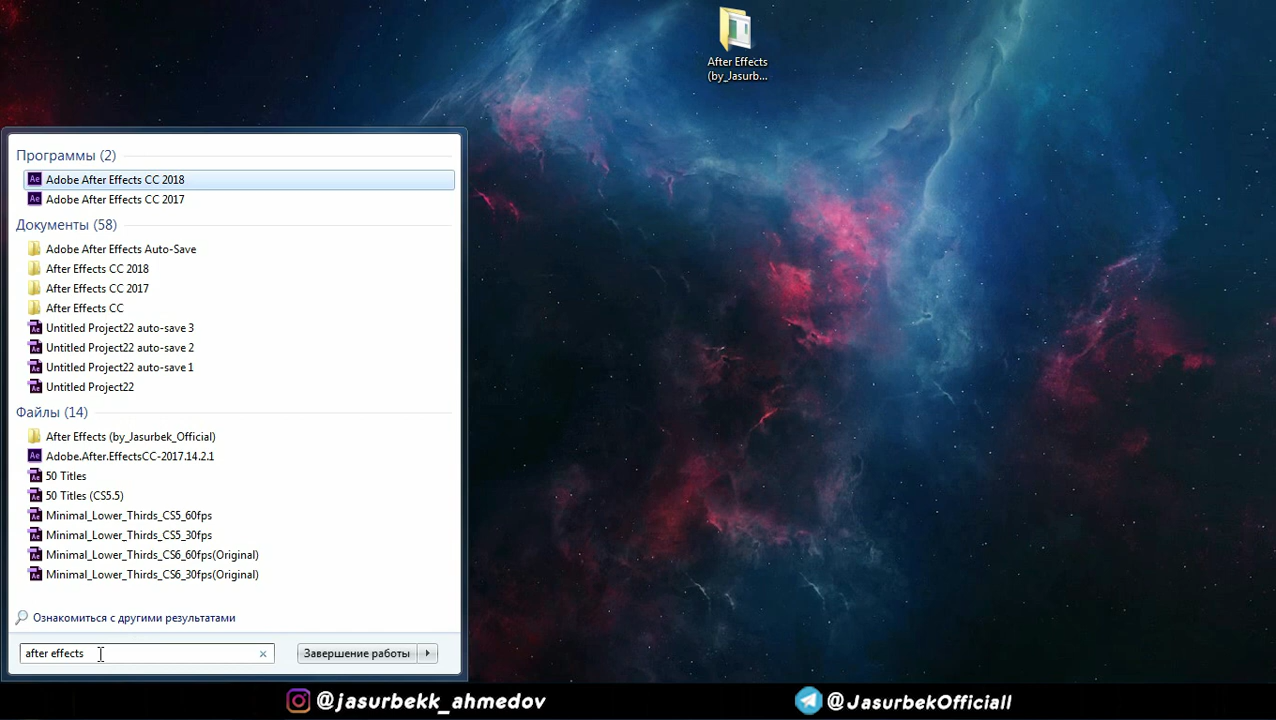 After Effects
(by_Jasurb...
Программы (2)
Adobe After Effects CC 2018
Adobe After Effects CC 2017
Документы (58)
Adobe After Effects Auto-Save
After Effects CC 2018
After Effects CC 2017
After Effects CC
Untitled Project22 auto-save 3
Untitled Project22 auto-save 2
Untitled Project22 auto-save 1
Untitled Project22
Файлы (14)
After Effects (by_Jasurbek_Official)
Adobe.After.EffectsCC-2017.14.2.1
50 Titles
50 Titles (CS5.5)
Minimal_Lower_Thirds_CS5_60fps
Minimal_Lower_Thirds_CS5_30fps
Minimal_Lower_Thirds_CS6_60fps(Original)
Minimal_Lower_Thirds_CS6_30fps(Original)
Ознакомиться с другими результатами
after effects
Завершение работы
@jasurbekk_ahmedov
@JasurbekOfficiall